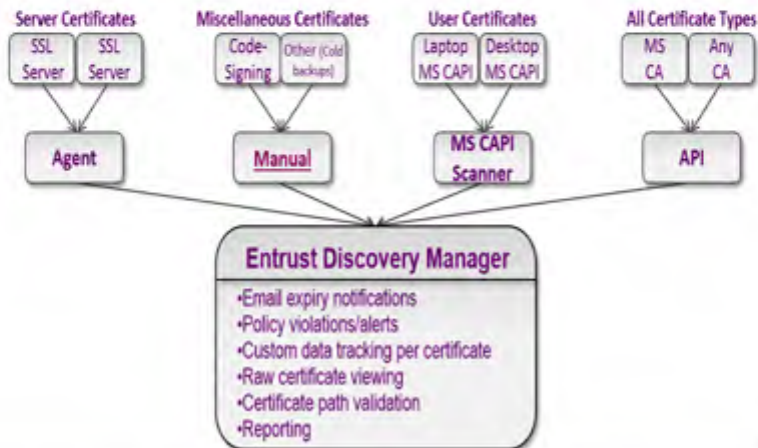 Server Certificates
SSL Server
SSL Server
Agent
Miscellaneous Certificates
Code-Signing
Other (Cold backups)
Manual
User Certificates
Laptop MS CAPI
Desktop MS CAPI
MS CAPI Scanner
All Certificate Types
MS CA
Any CA
API
Entrust Discovery Manager
•Email expiry notifications
•Policy violations/alerts
•Custom data tracking per certificate
•Raw certificate viewing
•Certificate path validation
•Reporting